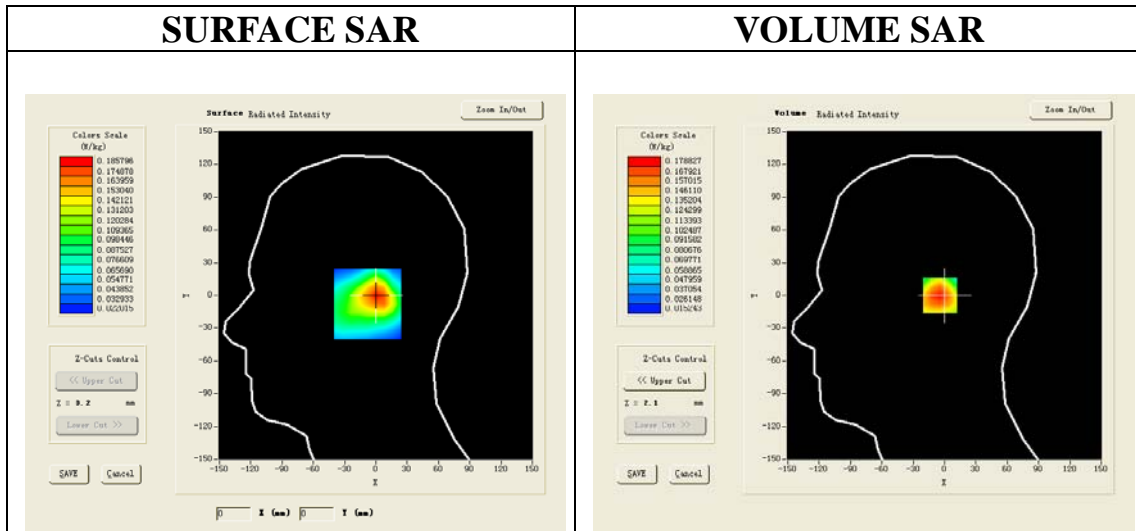 SURFACE SAR
VOLUME SAR
Surface Radiated Intensity
Zoom In/Out
Colors Scale
(W/kg)
0.185796
0.174878
0.163959
0.153040
0.142121
0.131203
0.120284
0.109365
0.098446
0.087527
0.076609
0.065690
0.054771
0.043852
0.032933
0.022015
150
120
90
60
30
0
-30
-60
-90
-120
-150
Y
-150 -120 -90 -60 -30 0 30 60 90 120 150
X
Z-Cuts Control
<< Upper Cut
Z = 0.2 mm
Lower Cut >>
SAVE Cancel
0 X (mm) 0 Y (mm)
Volume Radiated Intensity
Zoom In/Out
Colors Scale
(W/kg)
0.178827
0.167921
0.157015
0.146110
0.135204
0.124299
0.113393
0.102487
0.091582
0.080676
0.069771
0.058865
0.047959
0.037054
0.026148
0.015243
150
120
90
60
30
0
-30
-60
-90
-120
-150
Y
-150 -120 -90 -60 -30 0 30 60 90 120 150
X
Z-Cuts Control
<< Upper Cut
Z = 2.1 mm
Lower Cut >>
SAVE Cancel